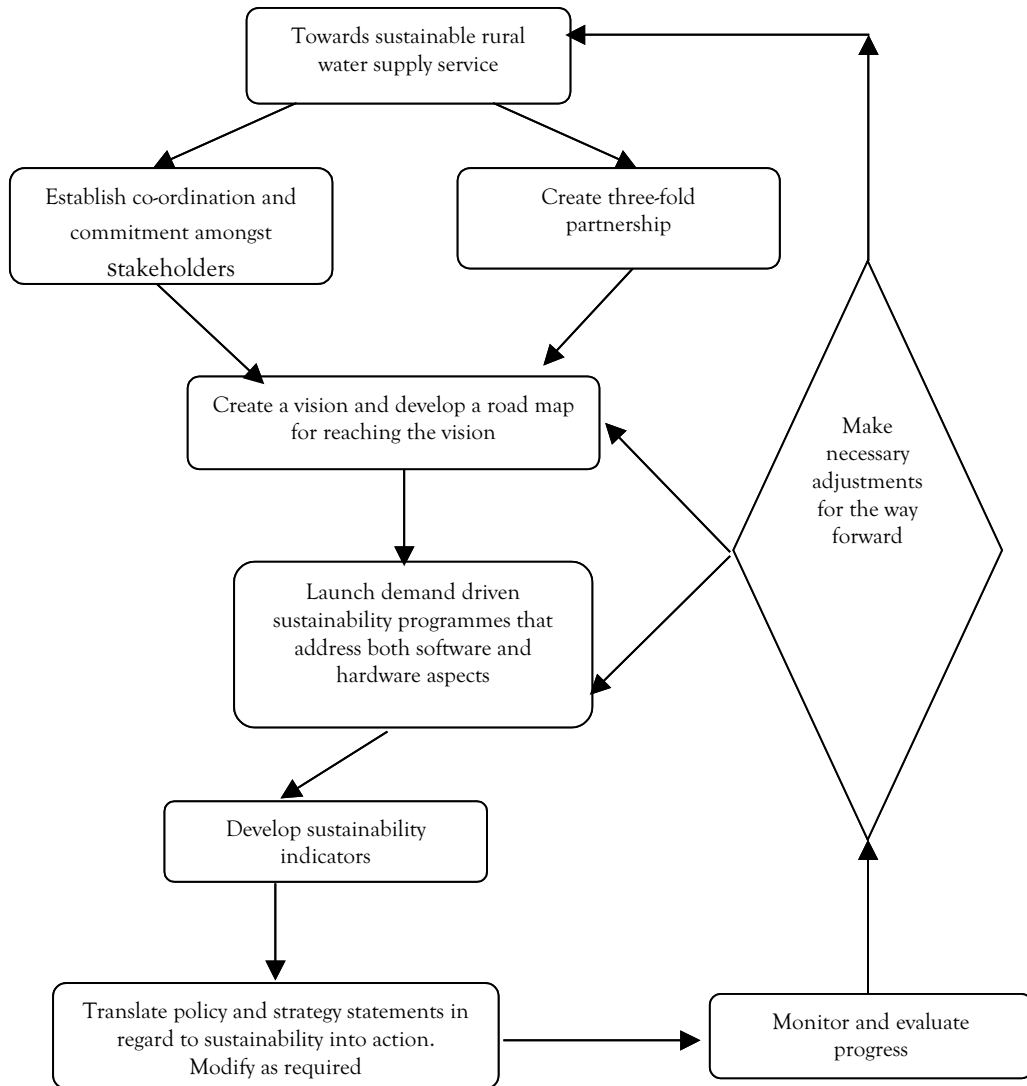 Towards sustainable rural
water supply service
Establish co-ordination and
commitment amongst
stakeholders
Create three-fold
partnership
Create a vision and develop a road map
for reaching the vision
Make
necessary
adjustments
for the way
forward
Launch demand driven
sustainability programmes that
address both software and
hardware aspects
Develop sustainability
indicators
Translate policy and strategy statements in
regard to sustainability into action.
Modify as required
Monitor and evaluate
progress